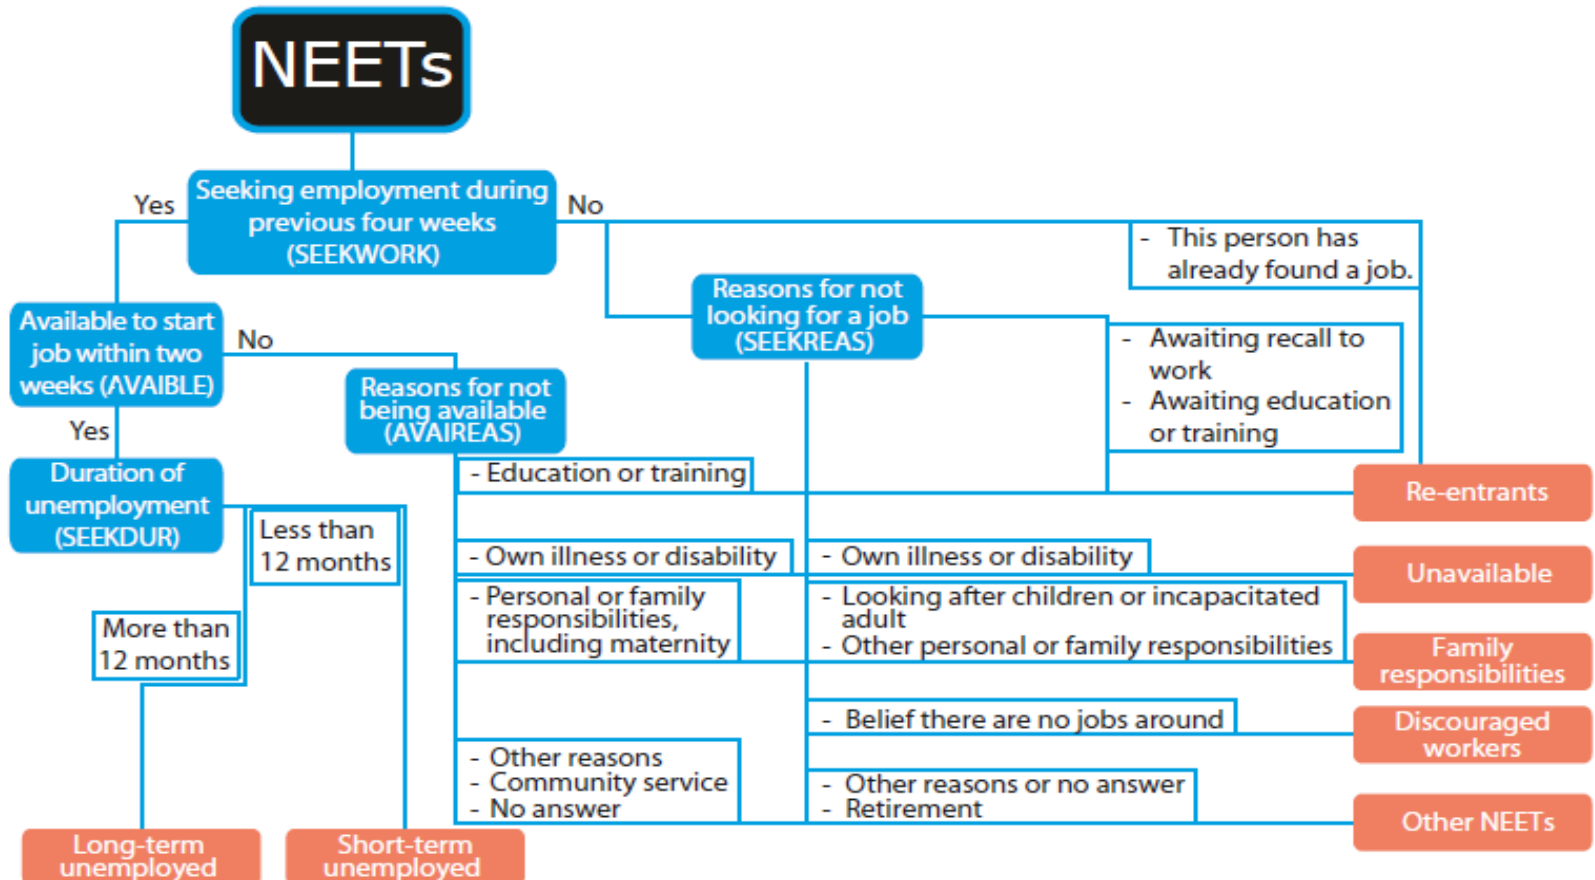 NEETs
Seeking employment during
previous four weeks
(SEEKWORK)
Yes
No
- This person has
already found a job.
Available to start
job within two
weeks (AVAIBLE)
No
Yes
Reasons for not
looking for a job
(SEEKREAS)
- Awaiting recall to
work
- Awaiting education
or training
Reasons for not
being available
(AVAIREAS)
Duration of
unemployment
(SEEKDUR)
Less than
12 months
More than
12 months
- Education or training
Re-entrants
- Own illness or disability
- Own illness or disability
Unavailable
- Personal or family
responsibilities,
including maternity
- Looking after children or incapacitated
adult
- Other personal or family responsibilities
Family
responsibilities
- Belief there are no jobs around
Discouraged
workers
- Other reasons
- Community service
- No answer
- Other reasons or no answer
- Retirement
Other NEETs
Long-term
unemployed
Short-term
unemployed